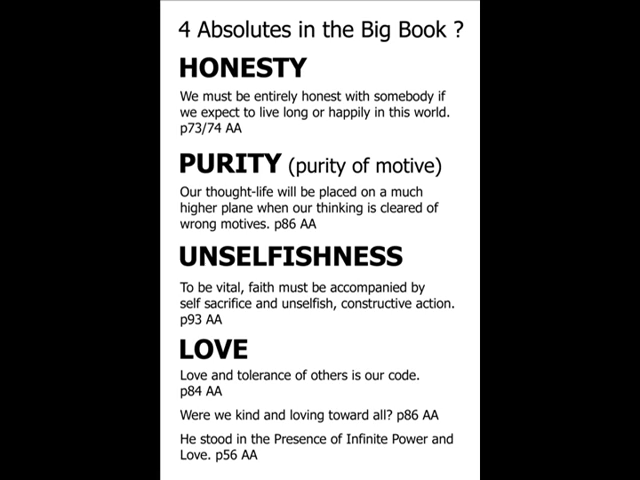 4 Absolutes in the Big Book ?
HONESTY
We must be entirely honest with somebody if
we expect to live long or happily in this world.
p73/74 AA
PURITY (purity of motive)
Our thought-life will be placed on a much
higher plane when our thinking is cleared of
wrong motives. p86 AA
UNSELFISHNESS
To be vital, faith must be accompanied by
self sacrifice and unselfish, constructive action.
p93 AA
LOVE
Love and tolerance of others is our code.
p84 AA
Were we kind and loving toward all? p86 AA
He stood in the Presence of Infinite Power and
Love. p56 AA